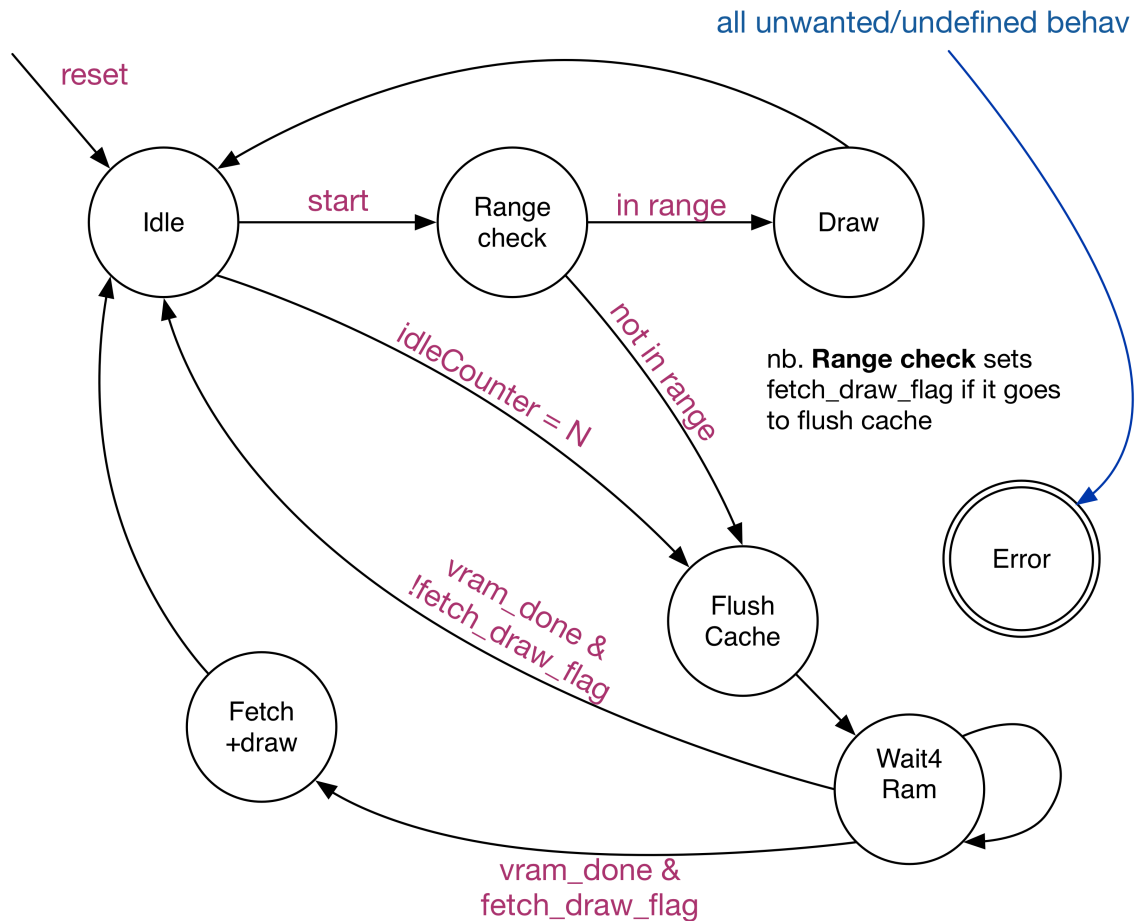 all unwanted/undefined behav
reset
Idle
start
Range
check
in range
Draw
idleCounter = N
not in range
nb. Range check sets
fetch_draw_flag if it goes
to flush cache
Error
vram_done &
!fetch_draw_flag
Flush
Cache
Fetch
+draw
Wait4
Ram
vram_done &
fetch_draw_flag